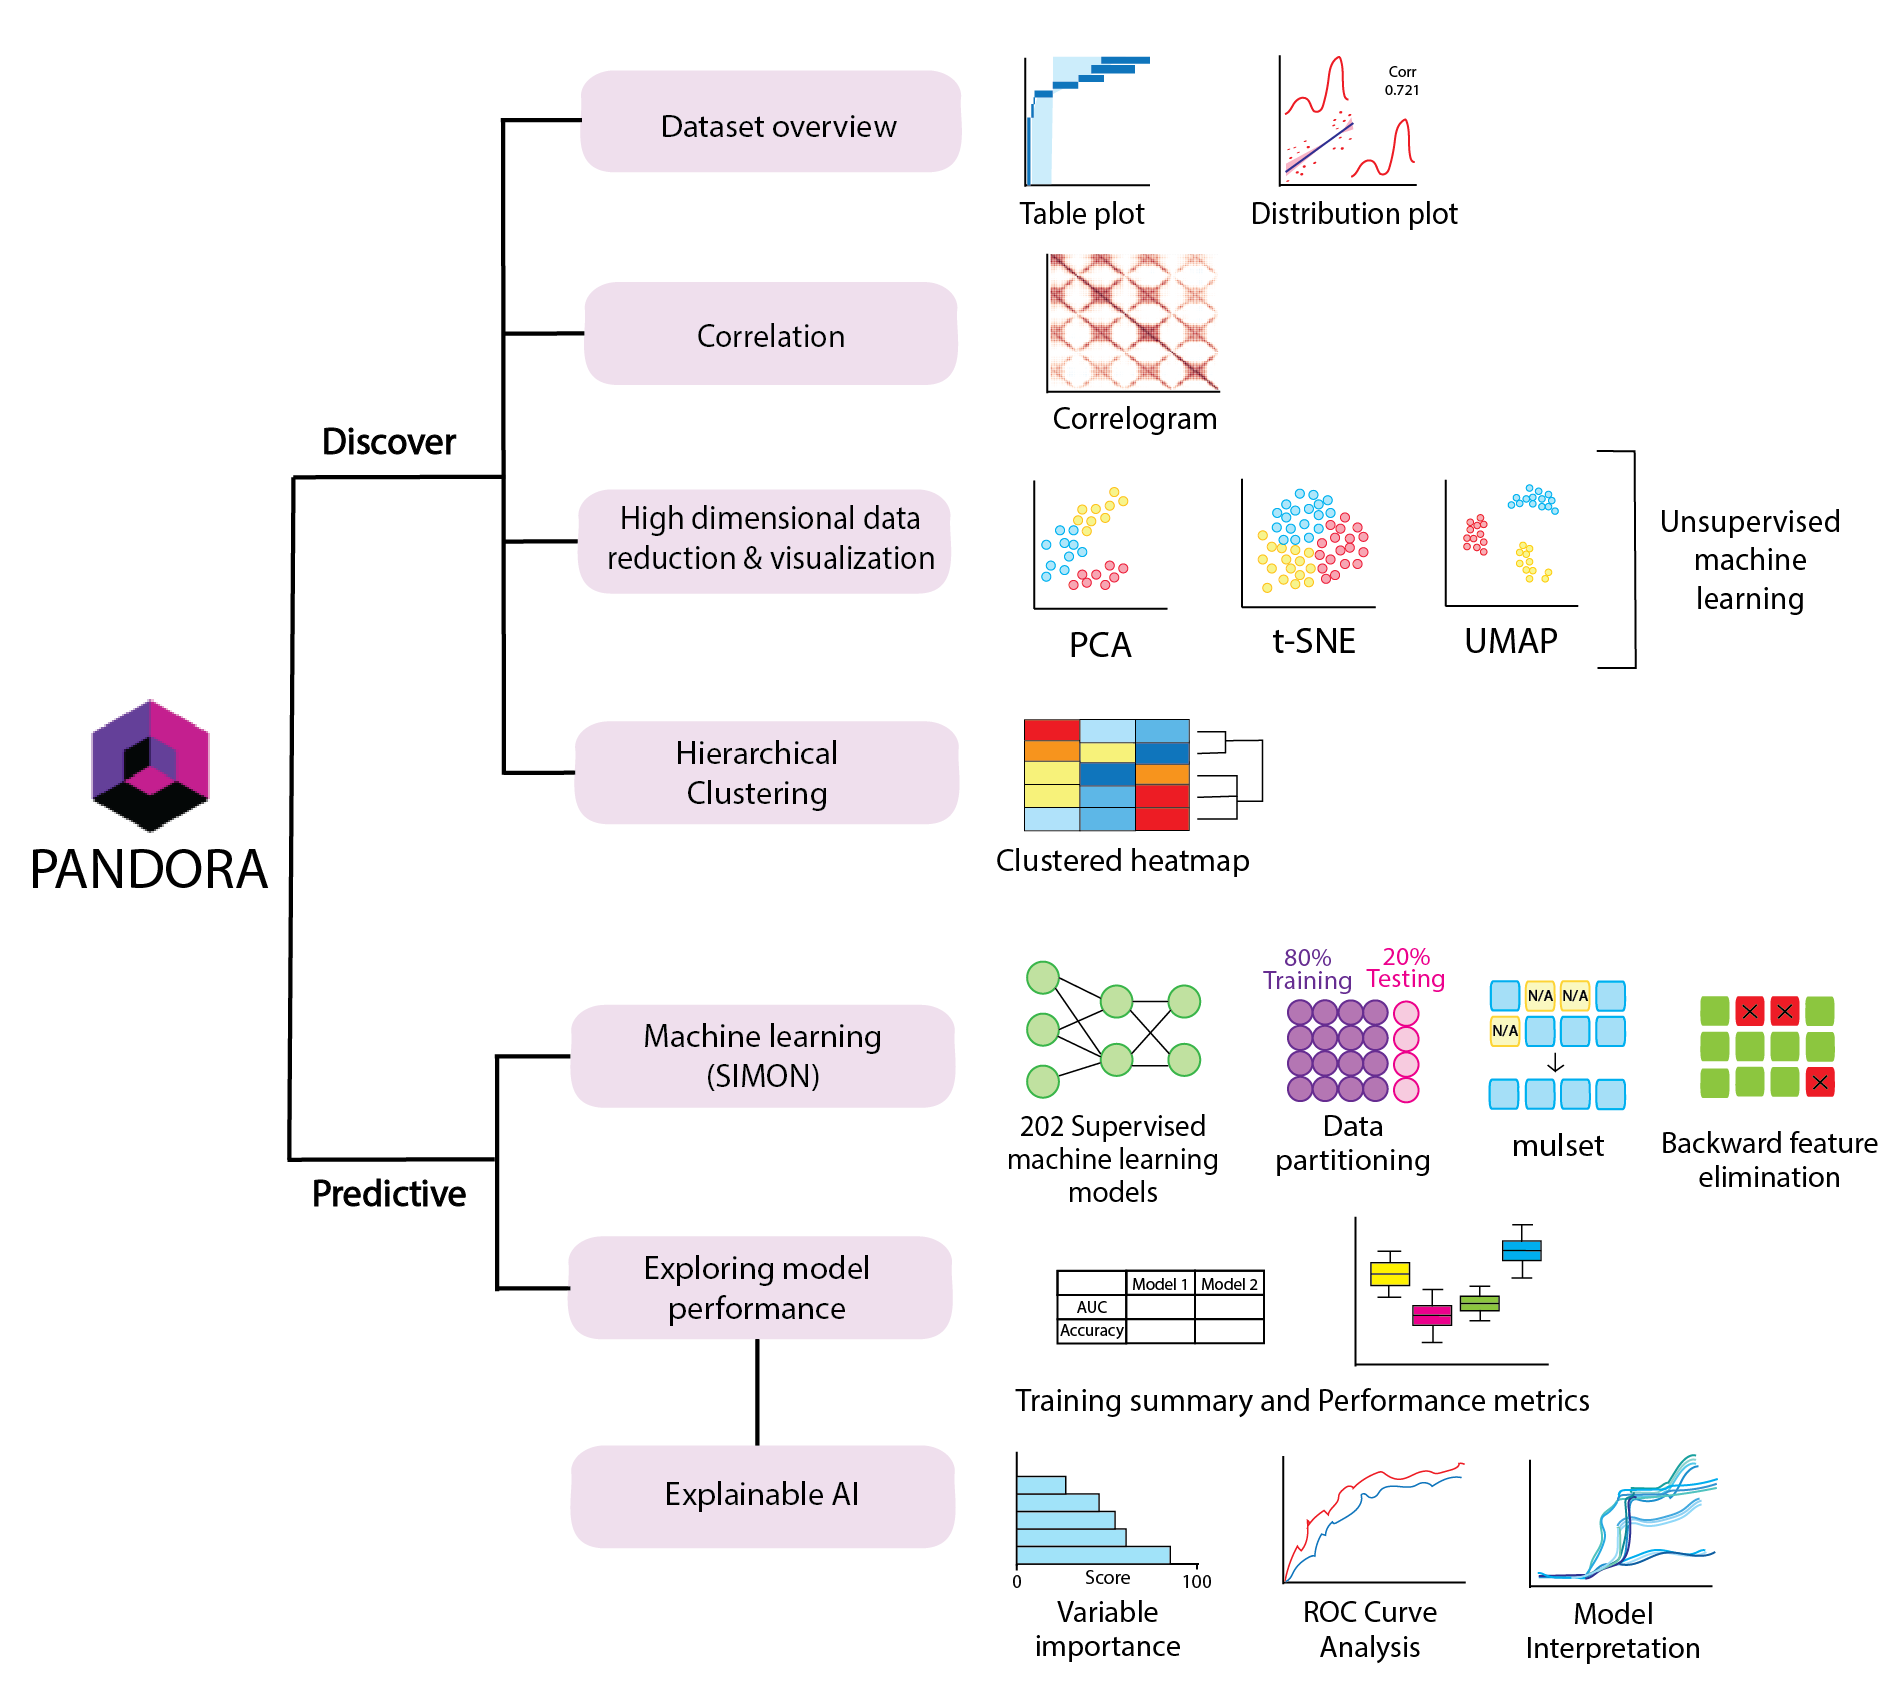 Dataset overview
Corr
0.721
Table plot
Distribution plot
Correlation
Correlogram
Discover
High dimensional data
reduction & visualization
PCA
t-SNE
UMAP
Unsupervised
machine
learning
Hierarchical
Clustering
Clustered heatmap
PANDORA
Predictive
Machine learning
(SIMON)
202 Supervised
machine learning
models
80%
Training
20%
Testing
Data
partitioning
N/A N/A
N/A
mulset
Backward feature
elimination
Exploring model
performance
Model 1 Model 2
AUC
Accuracy
Training summary and Performance metrics
Explainable AI
0 Score 100
Variable
importance
ROC Curve
Analysis
Model
Interpretation